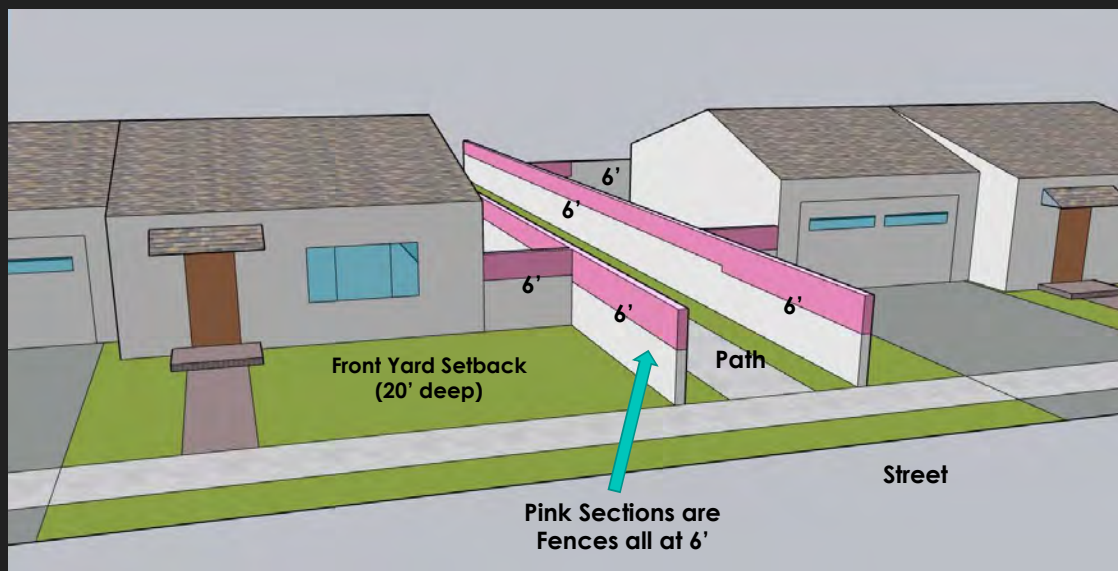 6’
6’
6’
6’
6’
Front Yard Setback
(20’ deep)
Path
Street
Pink Sections are
Fences all at 6’